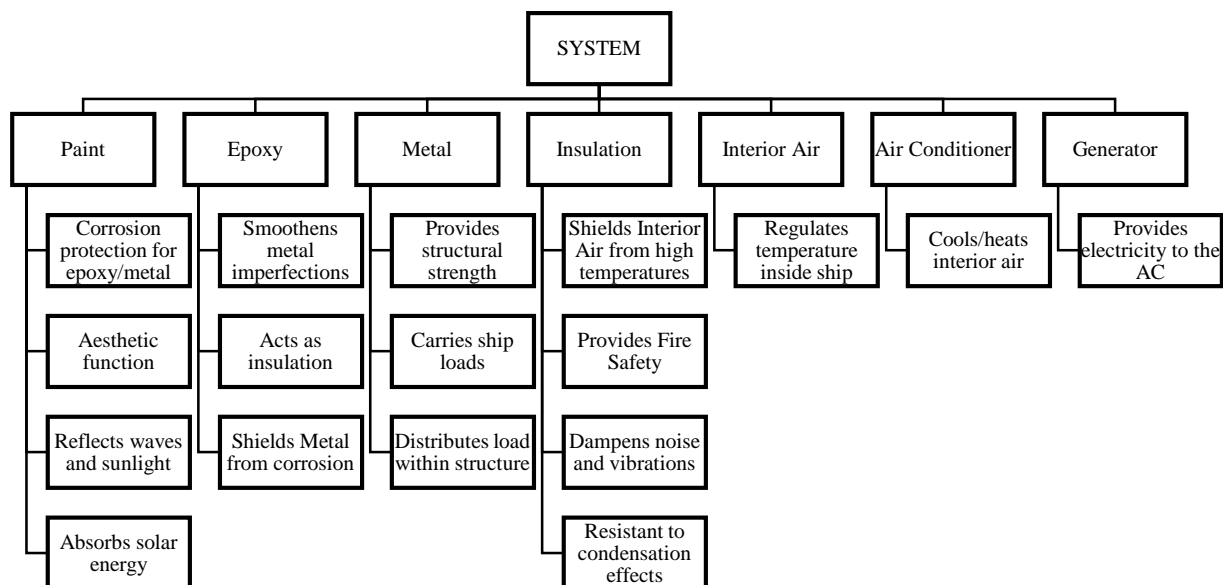 SYSTEM
Paint
Epoxy
Metal
Insulation
Interior Air
Air Conditioner
Generator
Corrosion
protection for
epoxy/metal
Aesthetic
function
Reflects waves
and sunlight
Absorbs solar
energy
Smoothens
metal
imperfections
Acts as
insulation
Shields Metal
from corrosion
Provides
structural
strength
Carries ship
loads
Distributes load
within structure
Shields Interior
Air from high
temperatures
Provides Fire
Safety
Dampens noise
and vibrations
Resistant to
condensation
effects
Regulates
temperature
inside ship
Cools/heats
interior air
Provides
electricity to the
AC